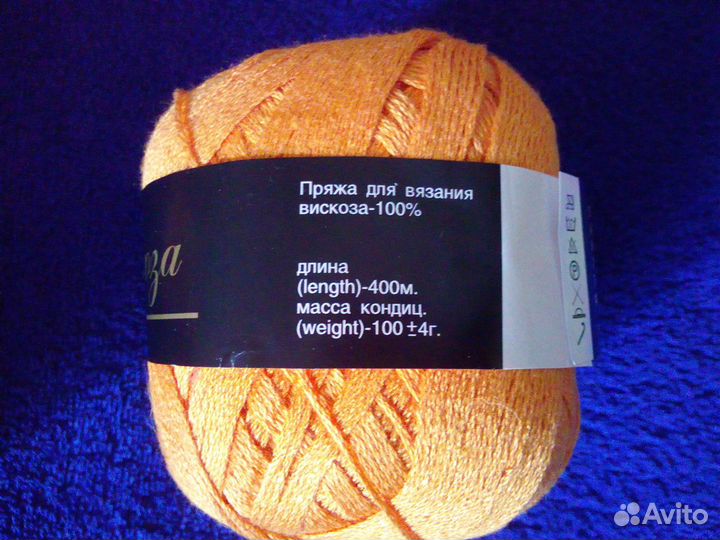 Пряжа для вязания
вискоза-100%
длина
(length)-400м.
масса кондиц.
(weight)-100±4г.
Avito